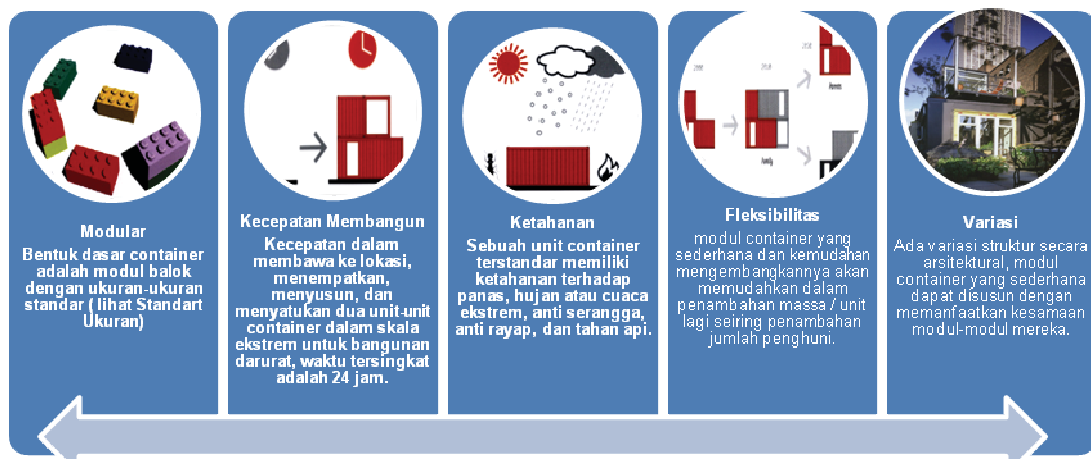 Modular
Bentuk dasar container
adalah modul balok
dengan ukuran-ukuran
standar ( lihat Standart
Ukuran)
Kecepatan Membangun
Kecepatan dalam
membawa ke lokasi,
menempatkan,
menyusun, dan
menyatukan dua unit-unit
container dalam skala
ekstrem untuk bangunan
darurat, waktu tersingkat
adalah 24 jam.
Ketahanan
Sebuah unit container
terstandar memiliki
ketahanan terhadap
panas, hujan atau cuaca
ekstrem, anti serangga,
anti rayap, dan tahan api.
Family
Fleksibilitas
modul container yang
sederhana dan kemudahan
mengembangkannya akan
memudahkan dalam
penambahan massa / unit
lagi seiring penambahan
jumlah penghuni.
Variasi
Ada variasi struktur secara
arsitektural, modul
container yang sederhana
dapat disusun dengan
memanfaatkan kesamaan
modul-modul mereka.